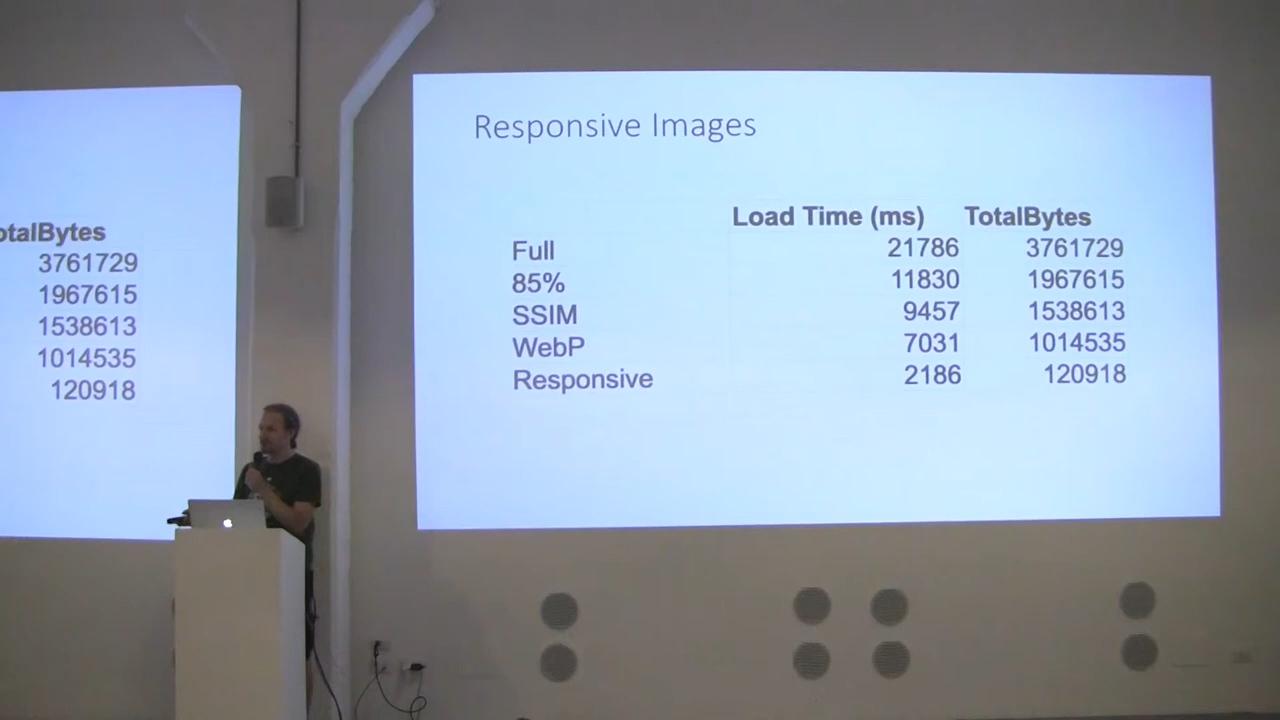 otalBytes
3761729
1967615
1538613
1014535
120918
Responsive Images
Load Time (ms) TotalBytes
Full 21786 3761729
85% 11830 1967615
SSIM 9457 1538613
WebP 7031 1014535
Responsive 2186 120918